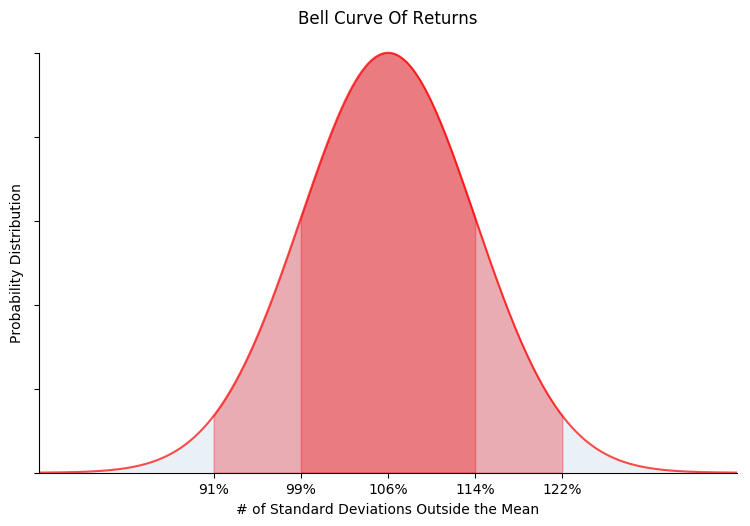 Bell Curve Of Returns
Probability Distribution
91% 99% 106% 114% 122%
# of Standard Deviations Outside the Mean